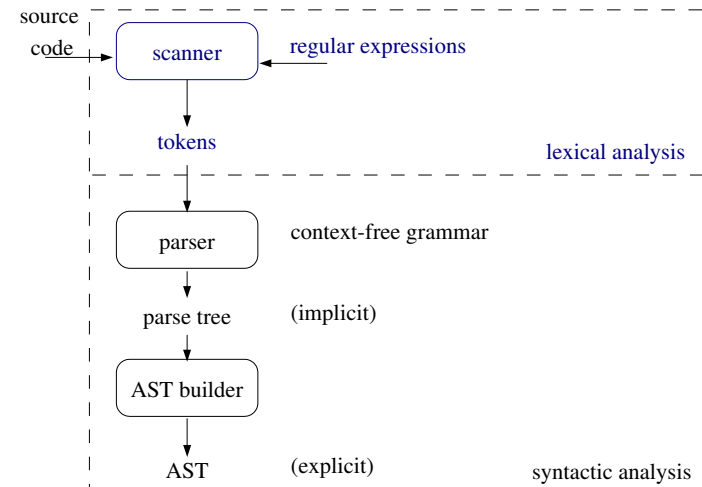 source
code
scanner
regular expressions
tokens
lexical analysis
parser
context-free grammar
parse tree
(implicit)
AST builder
AST
(explicit)
syntactic analysis